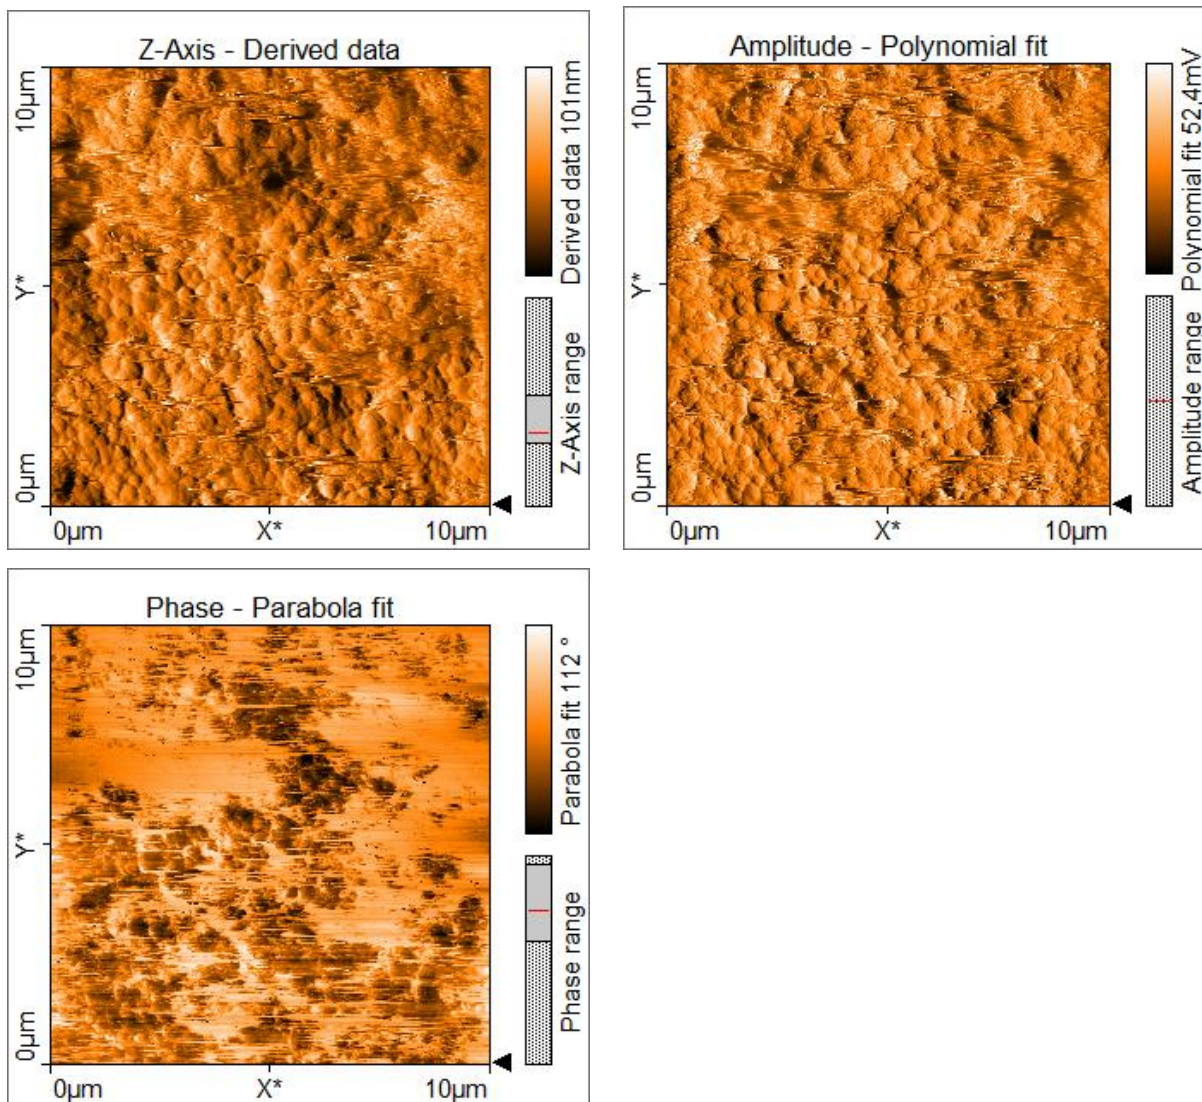 Z-Axis - Derived data
10µm
Y*
0µm
0µm
X*
10µm
Derived data 101nm
Z-Axis range
Amplitude - Polynomial fit
10µm
Y*
0µm
0µm
X*
10µm
Polynomial fit 52.4mV
Amplitude range
Phase - Parabola fit
10µm
Y*
0µm
0µm
X*
10µm
Parabola fit 112 °
Phase range